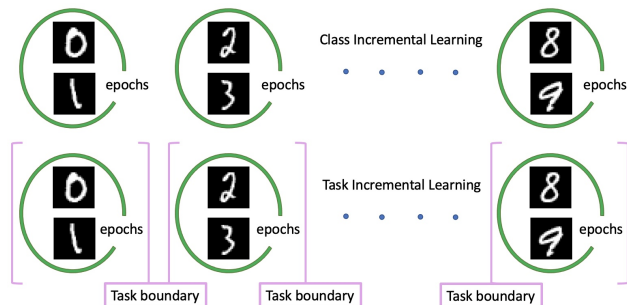 0 2 Class Incremental Learning 8
1 epochs 3 epochs 9 epochs
0 2 Task Incremental Learning 8
1 epochs 3 epochs 9 epochs
Task boundary Task boundary Task boundary